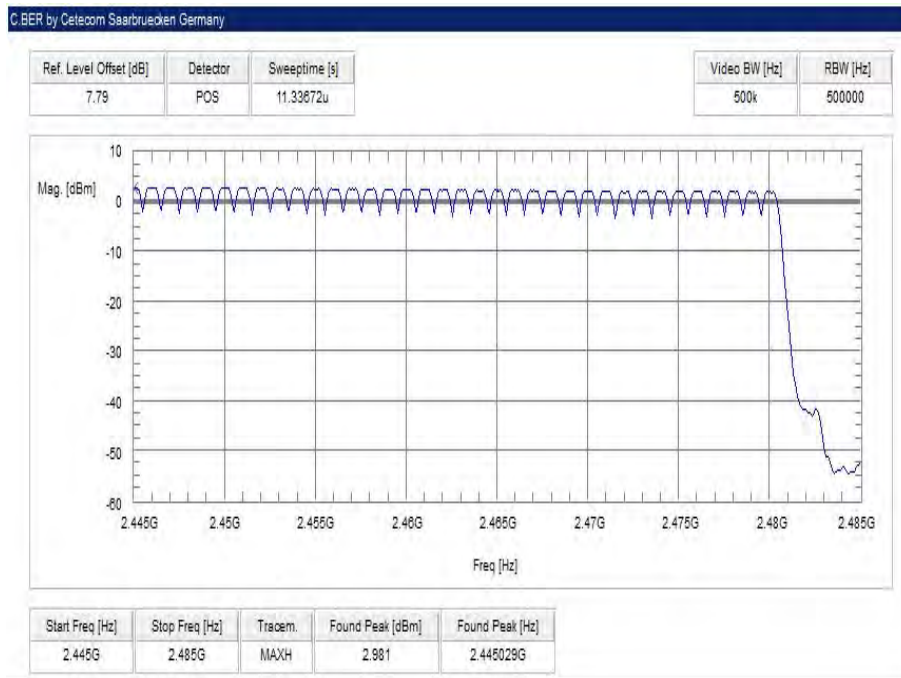 C.BER by Cetecom Saarbruecken Germany
Ref. Level Offset [dB] Detector Sweeptime [s] Video BW [Hz] RBW [Hz]
7.79 POS 11.33672u 500k 500000
Mag. [dBm]
10
0
-10
-20
-30
-40
-50
-60
2.445G 2.45G 2.455G 2.46G 2.465G 2.47G 2.475G 2.48G 2.485G
Freq [Hz]
Start Freq [Hz] Stop Freq [Hz] Tracem. Found Peak [dBm] Found Peak [Hz]
2.445G 2.485G MAXH 2.981 2.445029G